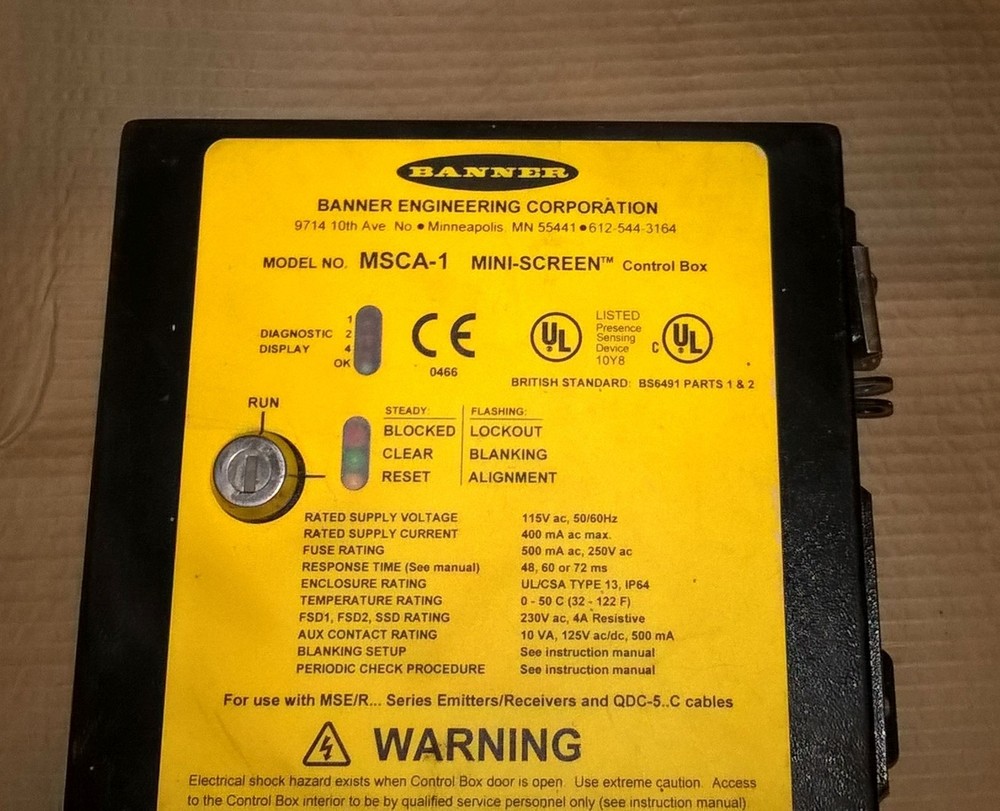 BANNER
BANNER ENGINEERING CORPORATION
9714 10th Ave. No • Minneapolis, MN 55441 • 612-544-3164
MODEL NO. MSCA-1 MINI-SCREEN™ Control Box
DIAGNOSTIC DISPLAY
1
2
4
OK
CE
0466
UL
LISTED
Presence
Sensing
Device
10Y8
C UL
BRITISH STANDARD: BS6491 PARTS 1 & 2
RUN
STEADY: FLASHING:
BLOCKED LOCKOUT
CLEAR BLANKING
RESET ALIGNMENT
RATED SUPPLY VOLTAGE 115V ac, 50/60Hz
RATED SUPPLY CURRENT 400 mA ac max.
FUSE RATING 500 mA ac, 250V ac
RESPONSE TIME (See manual) 48, 60 or 72 ms
ENCLOSURE RATING UL/CSA TYPE 13, IP64
TEMPERATURE RATING 0 - 50 C (32 - 122 F)
FSD1, FSD2, SSD RATING 230V ac, 4A Resistive
AUX CONTACT RATING 10 VA, 125V ac/dc, 500 mA
BLANKING SETUP See instruction manual
PERIODIC CHECK PROCEDURE See instruction manual
For use with MSE/R... Series Emitters/Receivers and QDC-5..C cables
WARNING
Electrical shock hazard exists when Control Box door is open. Use extreme caution. Access
to the Control Box interior to be by qualified service personnel only (see instruction manual)